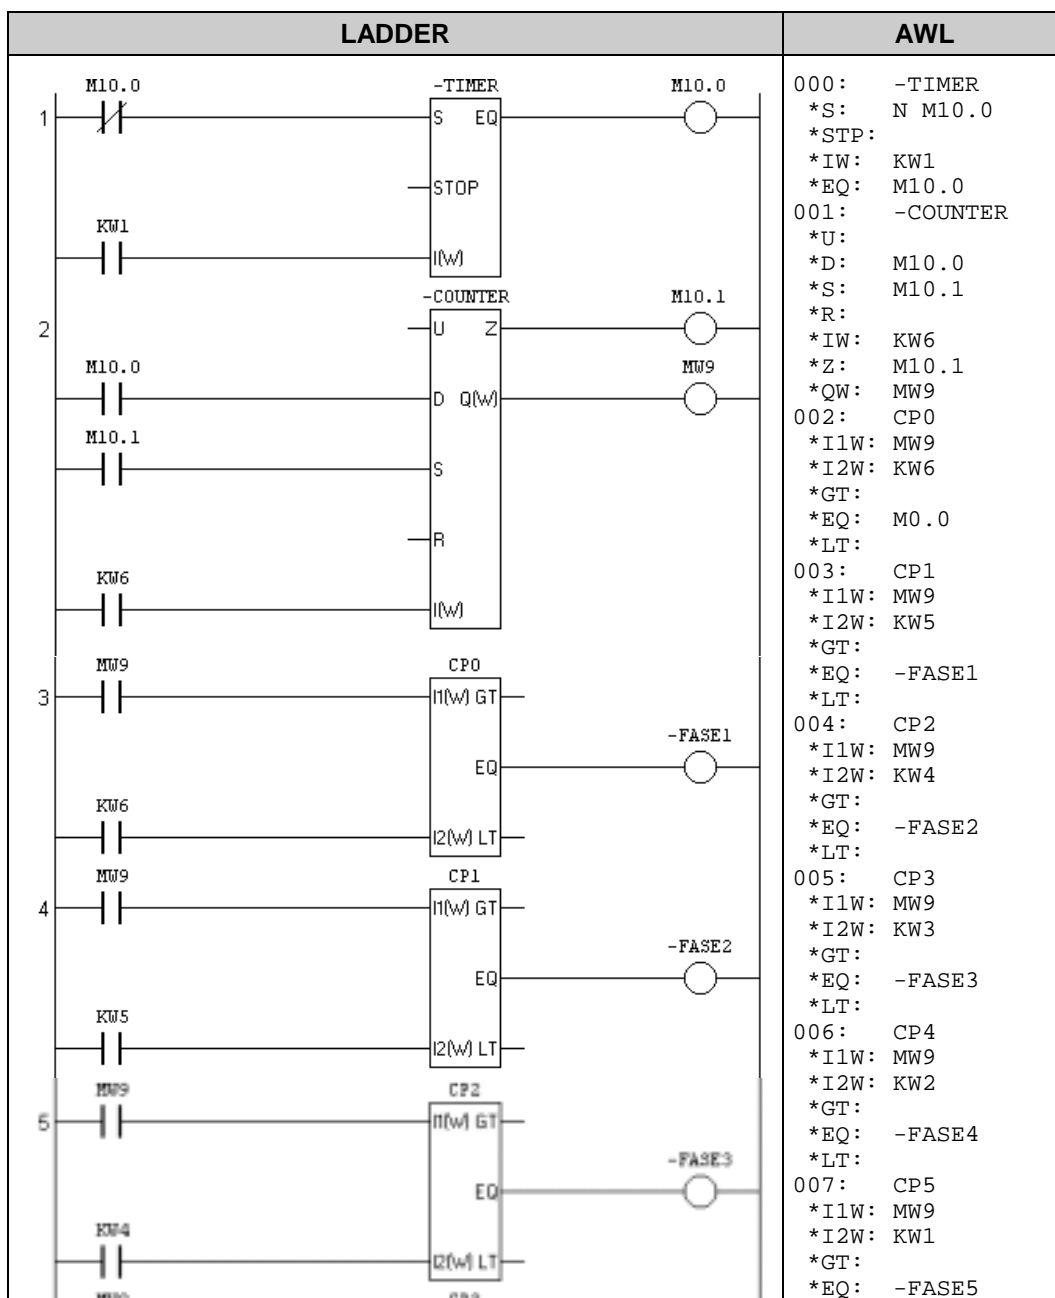 LADDER
AWL
M10.0 -TIMER M10.0
1 S EQ
STOP
KW1
I(W)
-COUNTER M10.1
2 U Z
M10.0 MW9
D Q(W)
M10.1
S
R
KW6
I(W)
MW9 CP0
3 I1(W) GT
-FASE1
EQ
KW6
I2(W) LT
MW9 CP1
4 I1(W) GT
-FASE2
EQ
KW5
I2(W) LT
MW9 CP2
5 I1(W) GT
-FASE3
EQ
KW4
I2(W) LT
000: -TIMER
*S: N M10.0
*STP:
*IW: KW1
*EQ: M10.0
001: -COUNTER
*U:
*D: M10.0
*S: M10.1
*R:
*IW: KW6
*Z: M10.1
*QW: MW9
002: CP0
*I1W: MW9
*I2W: KW6
*GT:
*EQ: M0.0
*LT:
003: CP1
*I1W: MW9
*I2W: KW5
*GT:
*EQ: -FASE1
*LT:
004: CP2
*I1W: MW9
*I2W: KW4
*GT:
*EQ: -FASE2
*LT:
005: CP3
*I1W: MW9
*I2W: KW3
*GT:
*EQ: -FASE3
*LT:
006: CP4
*I1W: MW9
*I2W: KW2
*GT:
*EQ: -FASE4
*LT:
007: CP5
*I1W: MW9
*I2W: KW1
*GT:
*EQ: -FASE5